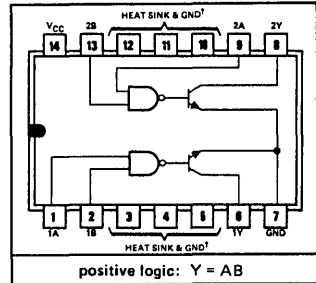 HEAT SINK & GND†
VCC 2B 2A 2Y
14 13 12 11 10 9 8
1 2 3 4 5 6 7
1A 1B 1Y GND
HEAT SINK & GND†
positive logic: Y = AB